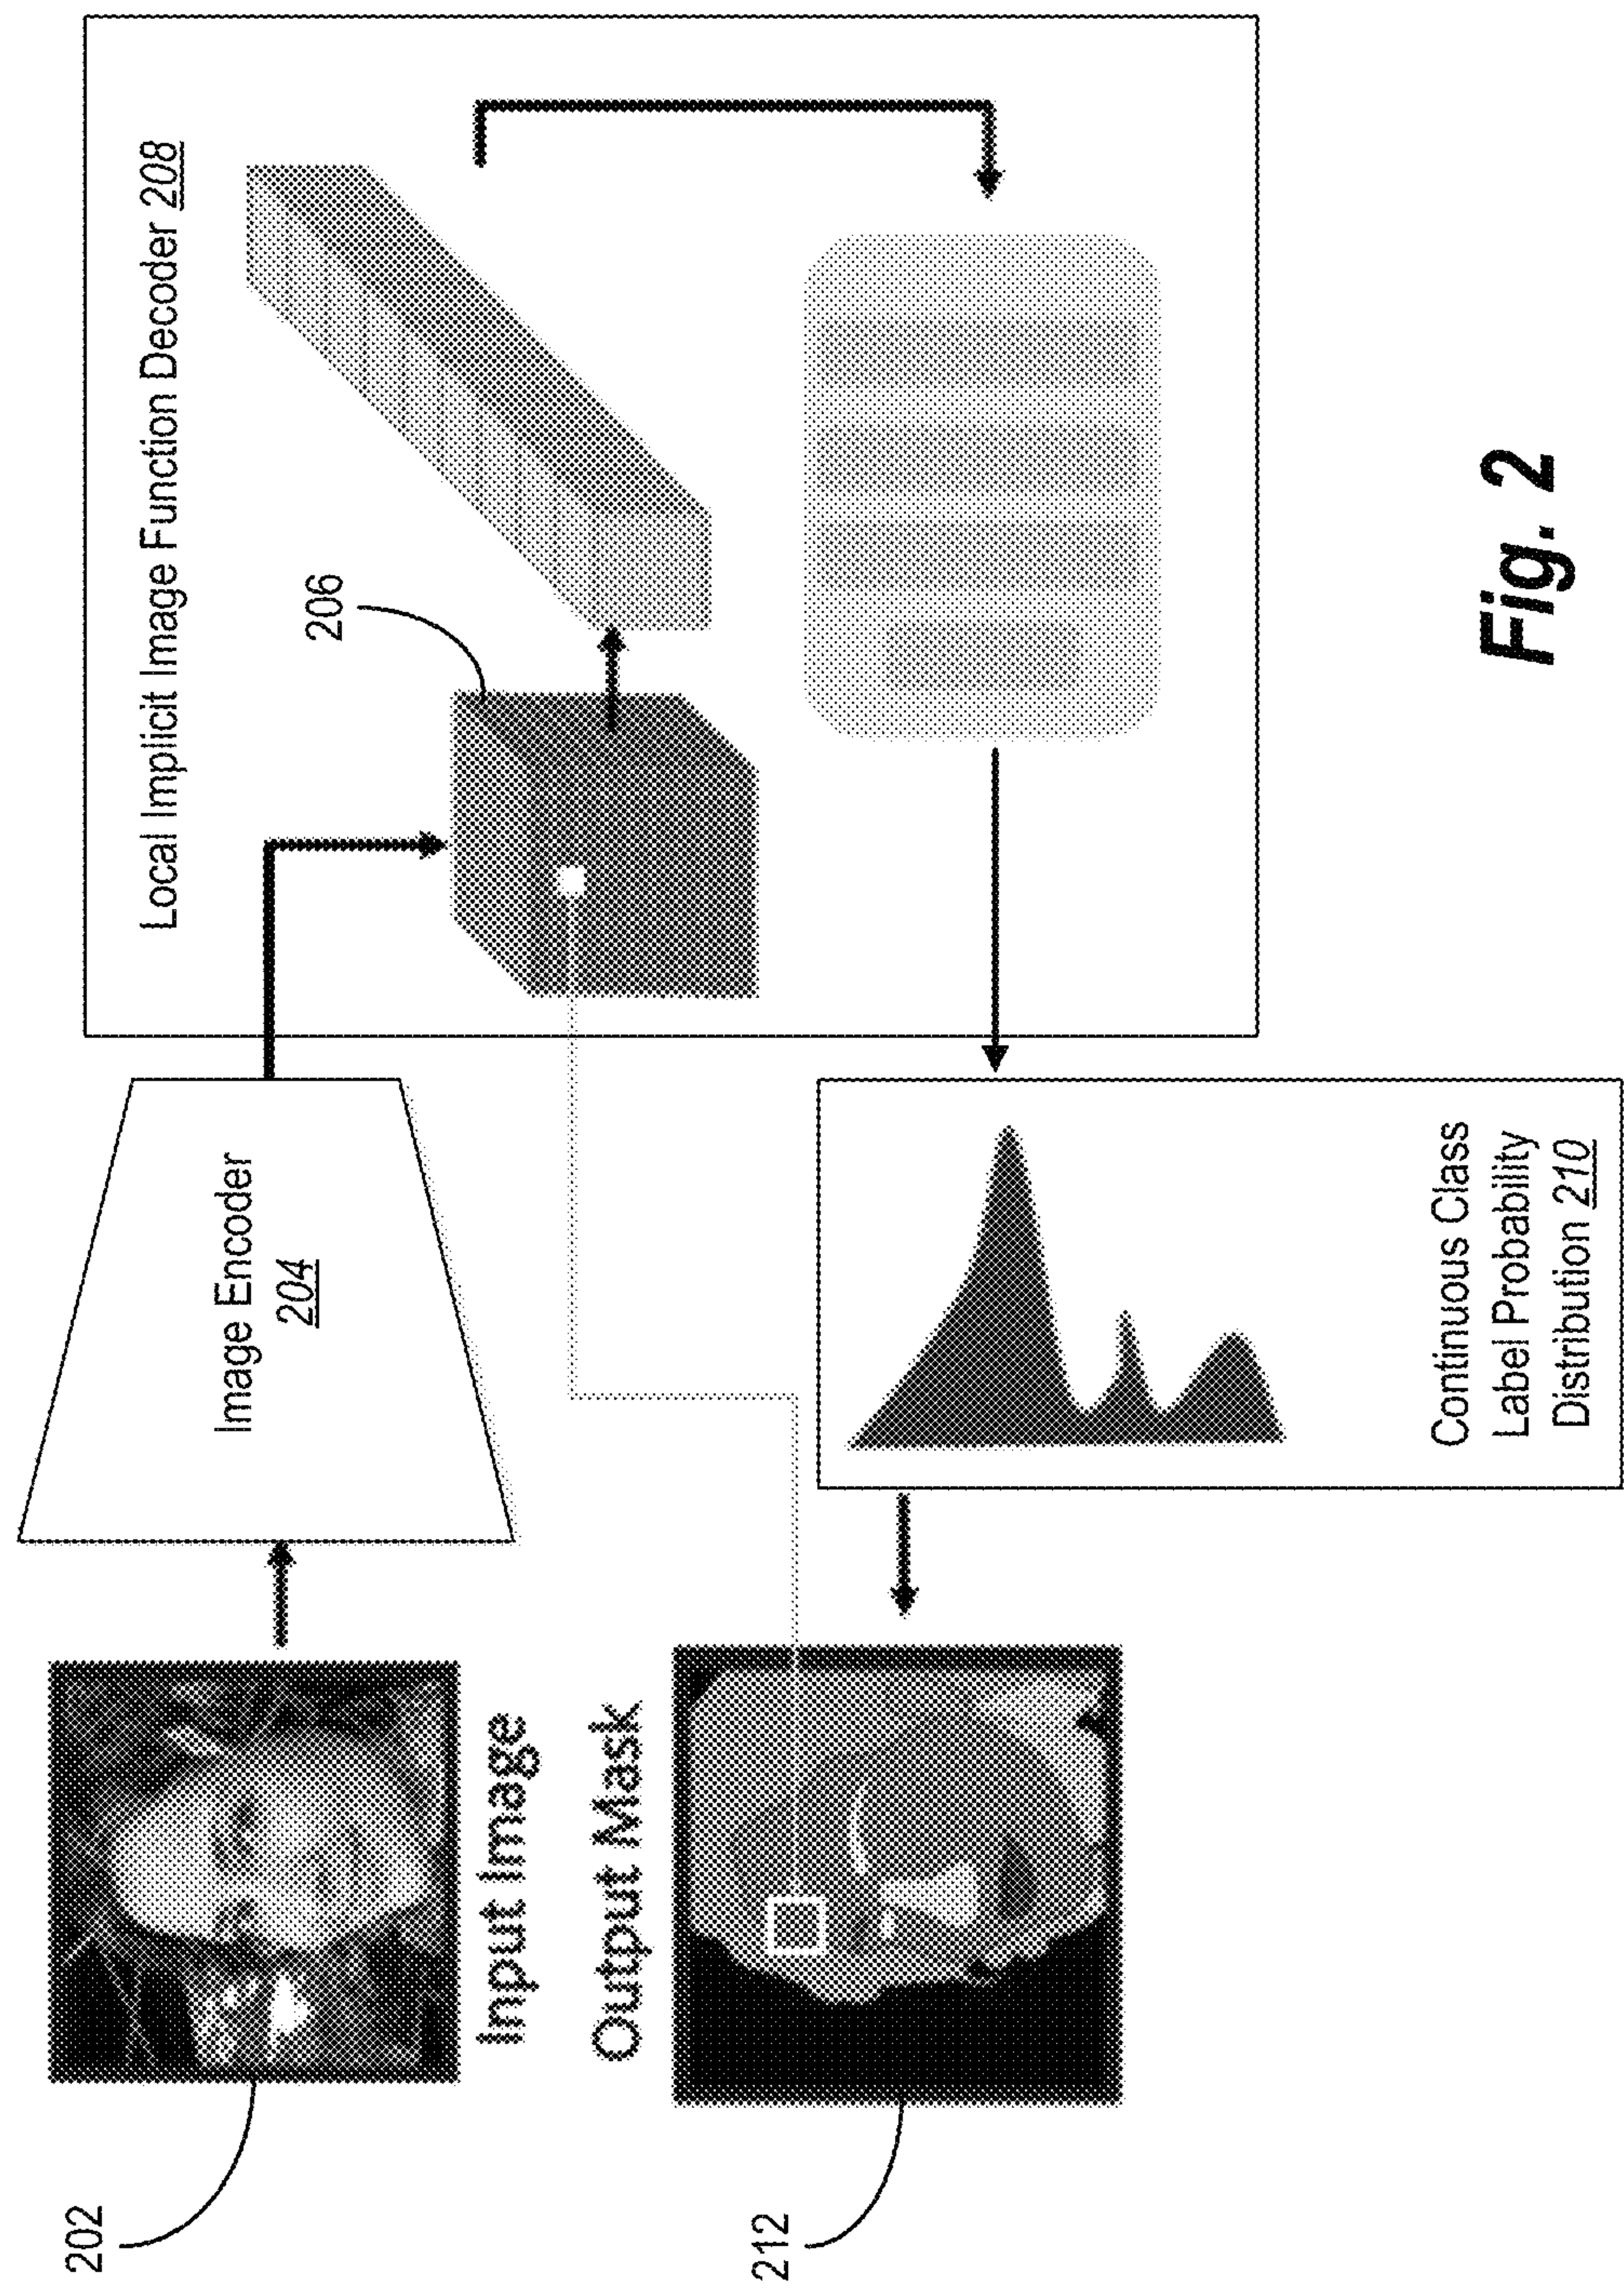 Local Implicit Image Function Decoder 208
206
Image Encoder
204
202
Input Image
Output Mask
212
Continuous Class
Label Probability
Distribution 210
Fig. 2